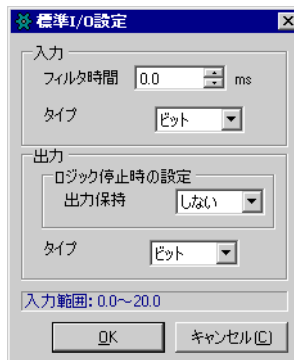 標準I/O設定
入力
フィルタ時間 0.0 ms
タイプ ビット
出力
ロジック停止時の設定
出力保持 しない
タイプ ビット
入力範囲: 0.0～20.0
OK キャンセル(C)